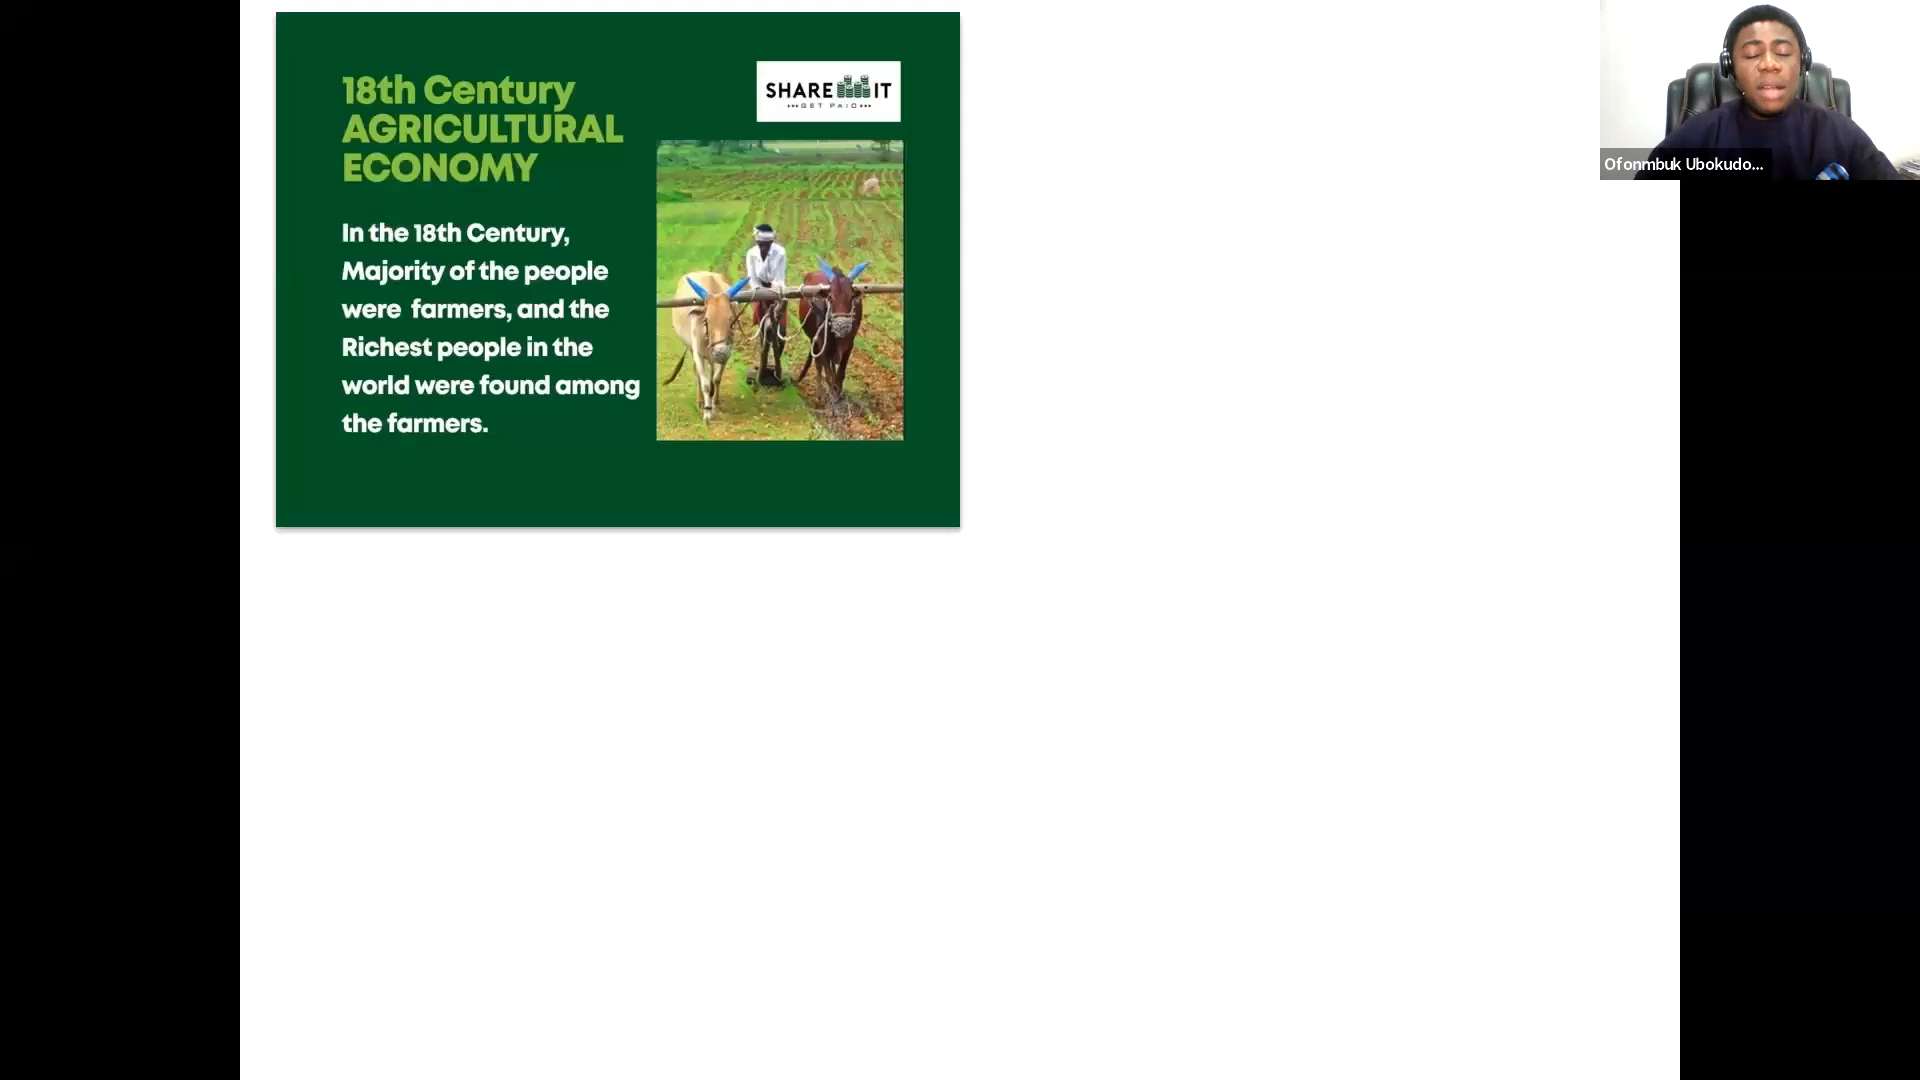 18th Century
AGRICULTURAL
ECONOMY
SHARE IT
GET PAID
In the 18th Century,
Majority of the people
were farmers, and the
Richest people in the
world were found among
the farmers.
Ofonmbuk Ubokudo...